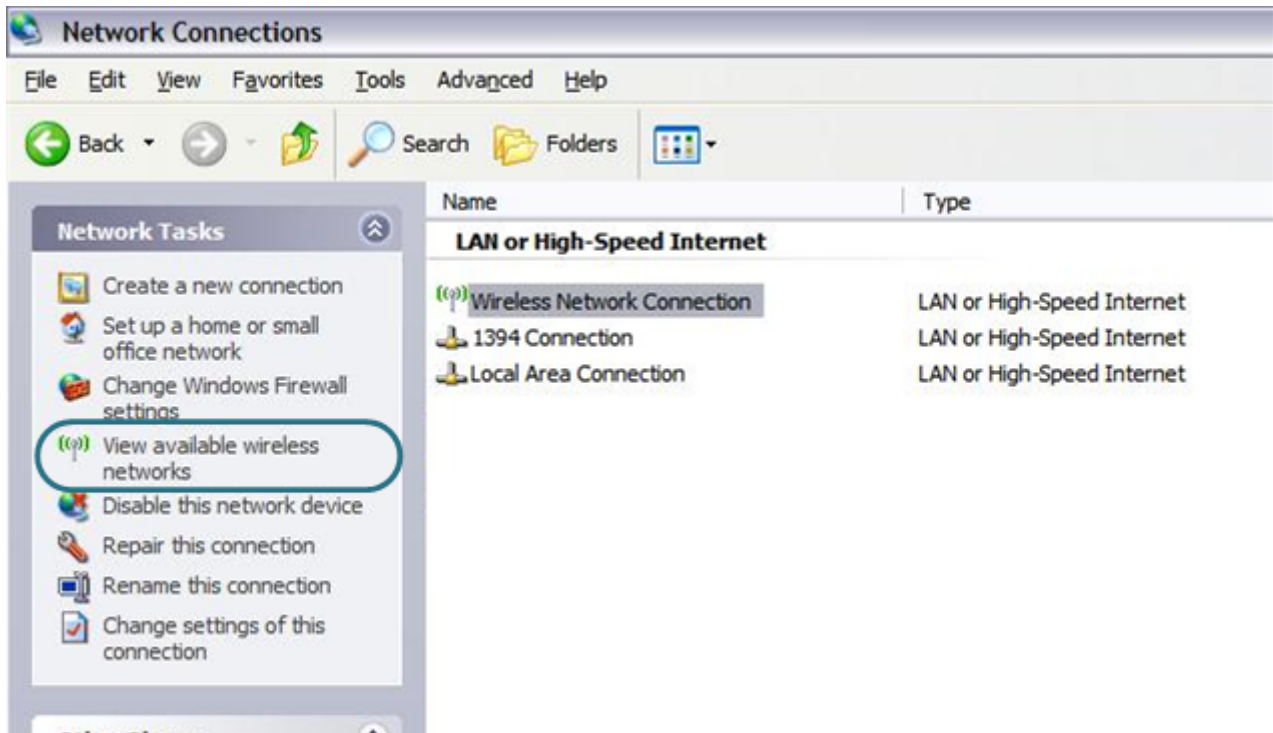 Network Connections
File Edit View Favorites Tools Advanced Help
Back Search Folders
Network Tasks
Create a new connection
Set up a home or small
office network
Change Windows Firewall
settings
View available wireless
networks
Disable this network device
Repair this connection
Rename this connection
Change settings of this
connection
Name Type
LAN or High-Speed Internet
Wireless Network Connection LAN or High-Speed Internet
1394 Connection LAN or High-Speed Internet
Local Area Connection LAN or High-Speed Internet